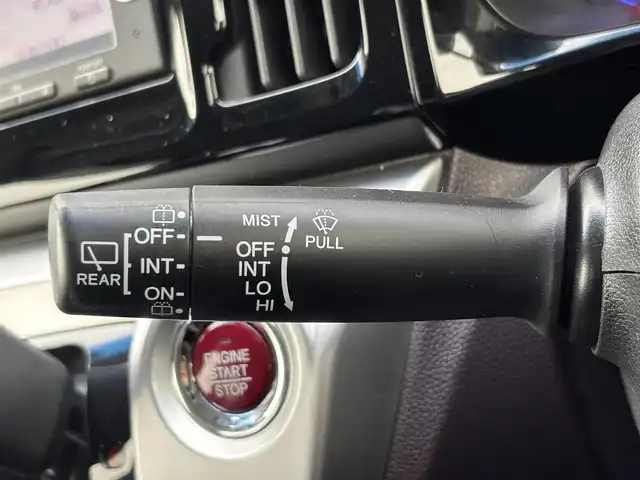 MIST
PULL
OFF
INT
LO
HI
OFF
INT
ON
REAR
ENGINE
START
STOP